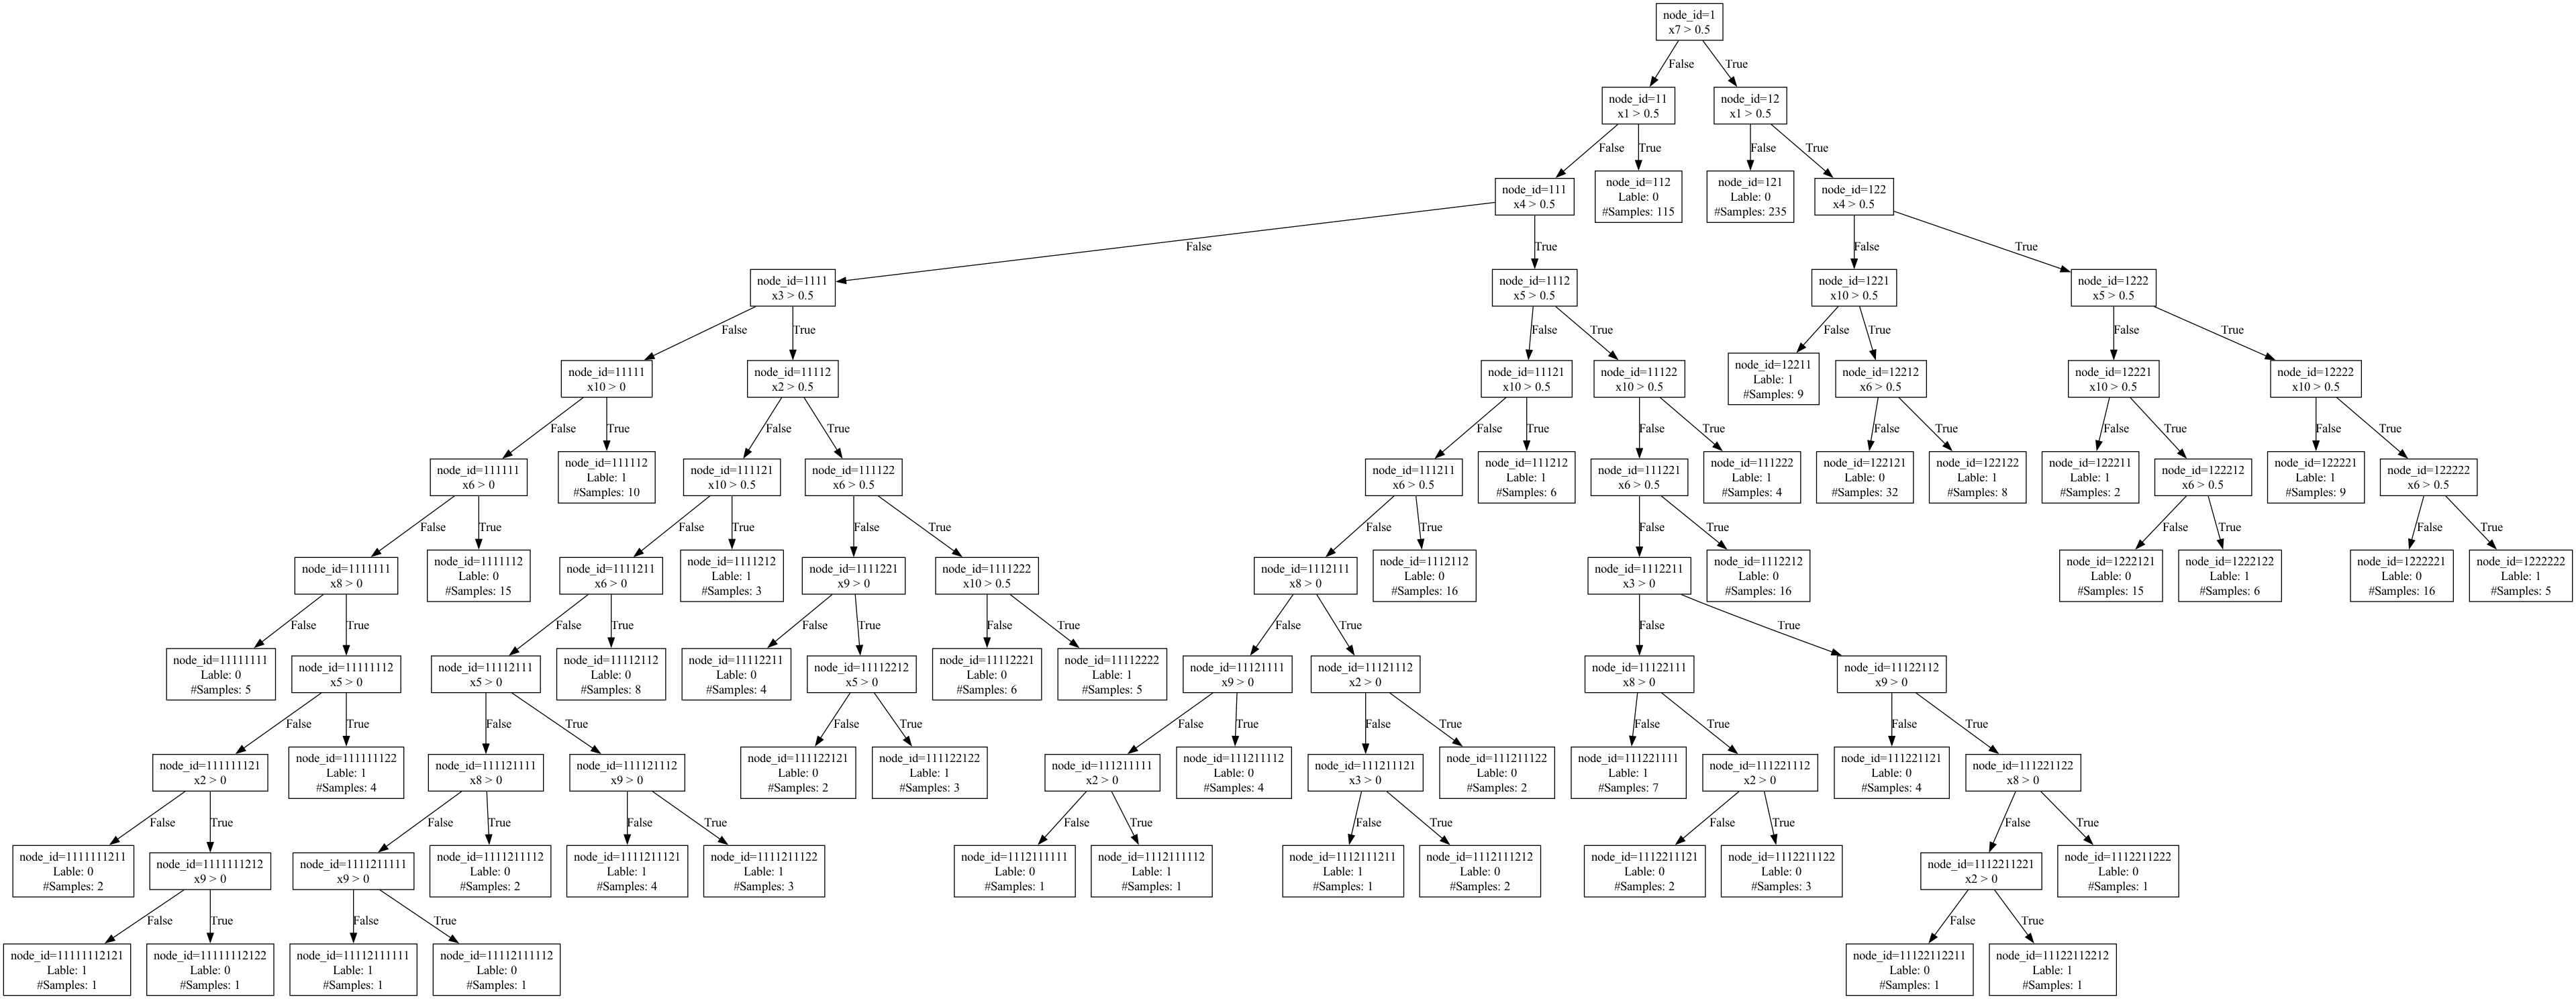 node_id=1
x7 > 0.5
False
True
node_id=11
x1 > 0.5
node_id=12
x1 > 0.5
False
True
False
True
node_id=111
x4 > 0.5
node_id=112
Lable: 0
#Samples: 115
node_id=121
Lable: 0
#Samples: 235
node_id=122
x4 > 0.5
False
True
False
True
node_id=1111
x3 > 0.5
node_id=1112
x5 > 0.5
node_id=1221
x10 > 0.5
node_id=1222
x5 > 0.5
False
True
False
True
False
True
False
True
node_id=11111
x10 > 0
node_id=11112
x2 > 0.5
node_id=11121
x10 > 0.5
node_id=11122
x10 > 0.5
node_id=12211
Lable: 1
#Samples: 9
node_id=12212
x6 > 0.5
node_id=12221
x10 > 0.5
node_id=12222
x10 > 0.5
False
True
False
True
False
True
False
True
False
True
False
True
False
True
node_id=111111
x6 > 0
node_id=111112
Lable: 1
#Samples: 10
node_id=111121
x10 > 0.5
node_id=111122
x6 > 0.5
node_id=111211
x6 > 0.5
node_id=111212
Lable: 1
#Samples: 6
node_id=111221
x6 > 0.5
node_id=111222
Lable: 1
#Samples: 4
node_id=122121
Lable: 0
#Samples: 32
node_id=122122
Lable: 1
#Samples: 8
node_id=122211
Lable: 1
#Samples: 2
node_id=122212
x6 > 0.5
node_id=122221
Lable: 1
#Samples: 9
node_id=122222
x6 > 0.5
False
True
False
True
False
True
False
True
False
True
False
True
False
True
node_id=1111111
x8 > 0
node_id=1111112
Lable: 0
#Samples: 15
node_id=1111211
x6 > 0
node_id=1111212
Lable: 1
#Samples: 3
node_id=1111221
x9 > 0
node_id=1111222
x10 > 0.5
node_id=1112111
x8 > 0
node_id=1112112
Lable: 0
#Samples: 16
node_id=1112211
x3 > 0
node_id=1112212
Lable: 0
#Samples: 16
node_id=1222121
Lable: 0
#Samples: 15
node_id=1222122
Lable: 1
#Samples: 6
node_id=1222221
Lable: 0
#Samples: 16
node_id=1222222
Lable: 1
#Samples: 5
False
True
False
True
False
True
False
True
False
True
False
True
node_id=11111111
Lable: 0
#Samples: 5
node_id=11111112
x5 > 0
node_id=11112111
x5 > 0
node_id=11112112
Lable: 0
#Samples: 8
node_id=11112211
Lable: 0
#Samples: 4
node_id=11112212
x5 > 0
node_id=11112221
Lable: 0
#Samples: 6
node_id=11112222
Lable: 1
#Samples: 5
node_id=11121111
x9 > 0
node_id=11121112
x2 > 0
node_id=11122111
x8 > 0
node_id=11122112
x9 > 0
False
True
False
True
False
True
False
True
False
True
False
True
False
True
node_id=111111121
x2 > 0
node_id=111111122
Lable: 1
#Samples: 4
node_id=111121111
x8 > 0
node_id=111121112
x9 > 0
node_id=111122121
Lable: 0
#Samples: 2
node_id=111122122
Lable: 1
#Samples: 3
node_id=111211111
x2 > 0
node_id=111211112
Lable: 0
#Samples: 4
node_id=111211121
x3 > 0
node_id=111211122
Lable: 0
#Samples: 2
node_id=111221111
Lable: 1
#Samples: 7
node_id=111221112
x2 > 0
node_id=111221121
Lable: 0
#Samples: 4
node_id=111221122
x8 > 0
False
True
False
True
False
True
False
True
False
True
False
True
False
True
node_id=1111111211
Lable: 0
#Samples: 2
node_id=1111111212
x9 > 0
node_id=1111211111
x9 > 0
node_id=1111211112
Lable: 0
#Samples: 2
node_id=1111211121
Lable: 1
#Samples: 4
node_id=1111211122
Lable: 1
#Samples: 3
node_id=1112111111
Lable: 0
#Samples: 1
node_id=1112111112
Lable: 1
#Samples: 1
node_id=1112111211
Lable: 1
#Samples: 1
node_id=1112111212
Lable: 0
#Samples: 2
node_id=1112211121
Lable: 0
#Samples: 2
node_id=1112211122
Lable: 0
#Samples: 3
node_id=1112211221
x2 > 0
node_id=1112211222
Lable: 0
#Samples: 1
False
True
False
True
False
True
node_id=11111112121
Lable: 1
#Samples: 1
node_id=11111112122
Lable: 0
#Samples: 1
node_id=11112111111
Lable: 1
#Samples: 1
node_id=11112111112
Lable: 0
#Samples: 1
node_id=11122112211
Lable: 0
#Samples: 1
node_id=11122112212
Lable: 1
#Samples: 1